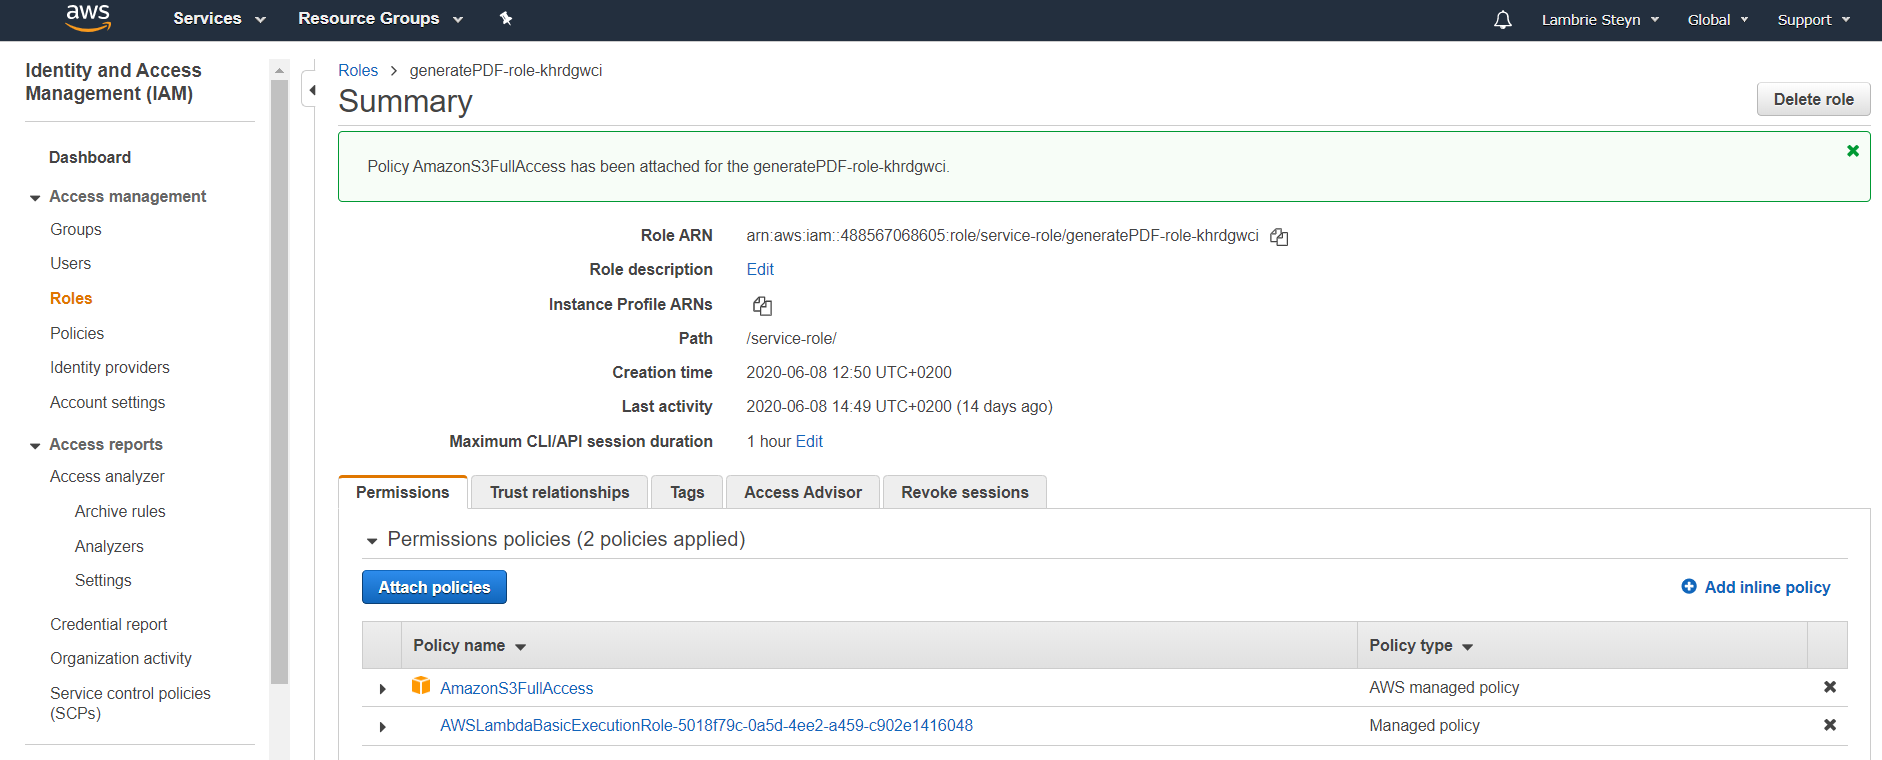 aws
Services
Resource Groups
Lambrie Steyn
Global
Support
Identity and Access
Management (IAM)
Dashboard
Access management
Groups
Users
Roles
Policies
Identity providers
Account settings
Access reports
Access analyzer
Archive rules
Analyzers
Settings
Credential report
Organization activity
Service control policies
(SCPs)
Roles > generatePDF-role-khrdgwci
Summary
Delete role
Policy AmazonS3FullAccess has been attached for the generatePDF-role-khrdgwci.
Role ARN arn:aws:iam::488567068605:role/service-role/generatePDF-role-khrdgwci
Role description Edit
Instance Profile ARNs
Path /service-role/
Creation time 2020-06-08 12:50 UTC+0200
Last activity 2020-06-08 14:49 UTC+0200 (14 days ago)
Maximum CLI/API session duration 1 hour Edit
Permissions
Trust relationships
Tags
Access Advisor
Revoke sessions
Permissions policies (2 policies applied)
Attach policies
Add inline policy
Policy name Policy type
AmazonS3FullAccess AWS managed policy
AWSLambdaBasicExecutionRole-5018f79c-0a5d-4ee2-a459-c902e1416048 Managed policy